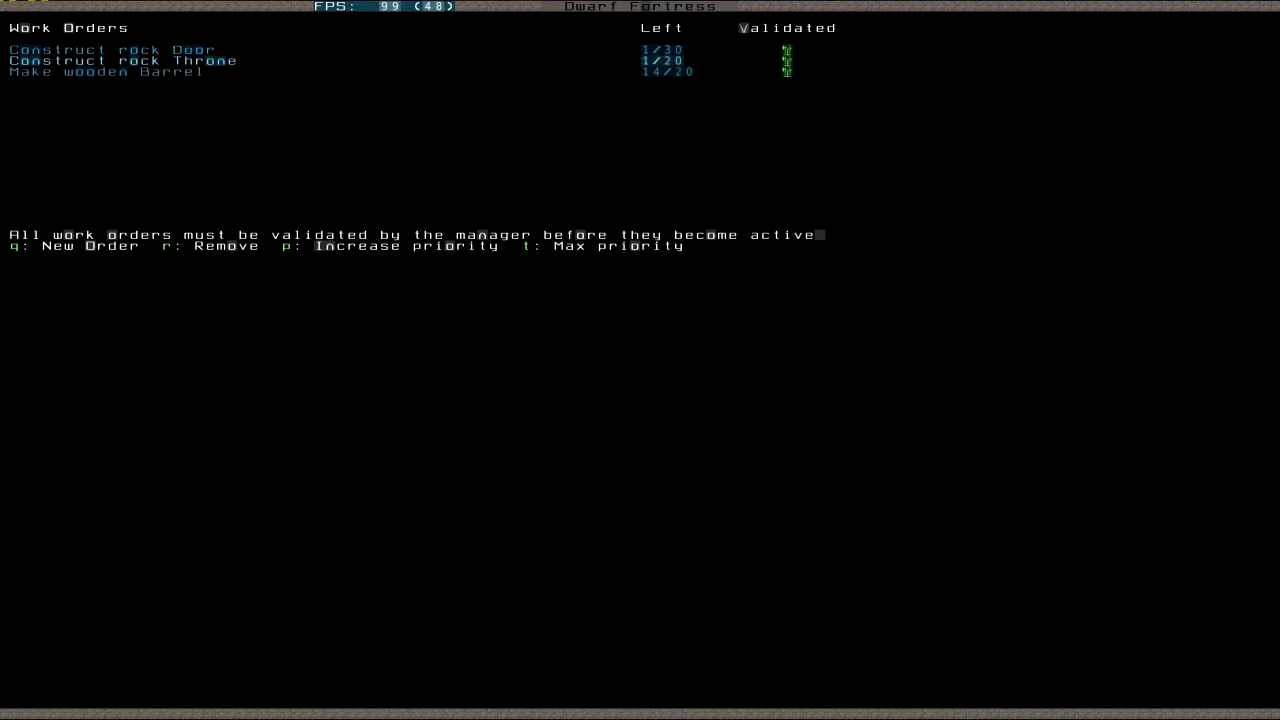 FPS: 99 (48) Dwarf Fortress
Work Orders Left Validated
Construct rock Door 1/30
Construct rock Throne 1/20
Make wooden Barrel 14/20
All work orders must be validated by the manager before they become active
q: New Order r: Remove p: Increase priority t: Max priority